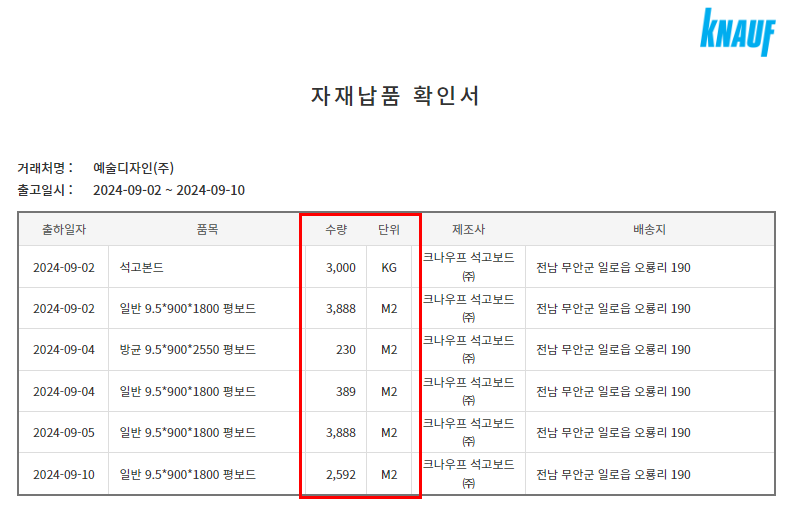 KNAUF
자재납품 확인서
거래처명 : 예술디자인(주)
출고일시 : 2024-09-02 ~ 2024-09-10
출하일자 품목 수량 단위 제조사 배송지
2024-09-02 석고본드 3,000 KG 크나우프 석고보드㈜ 전남 무안군 일로읍 오룡리 190
2024-09-02 일반 9.5*900*1800 평보드 3,888 M2 크나우프 석고보드㈜ 전남 무안군 일로읍 오룡리 190
2024-09-04 방균 9.5*900*2550 평보드 230 M2 크나우프 석고보드㈜ 전남 무안군 일로읍 오룡리 190
2024-09-04 일반 9.5*900*1800 평보드 389 M2 크나우프 석고보드㈜ 전남 무안군 일로읍 오룡리 190
2024-09-05 일반 9.5*900*1800 평보드 3,888 M2 크나우프 석고보드㈜ 전남 무안군 일로읍 오룡리 190
2024-09-10 일반 9.5*900*1800 평보드 2,592 M2 크나우프 석고보드㈜ 전남 무안군 일로읍 오룡리 190